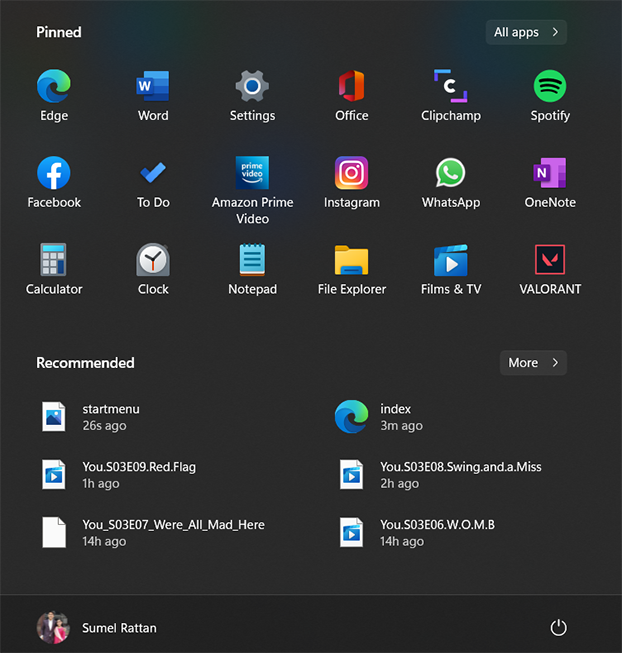 Pinned
All apps
Edge
Word
Settings
Office
Clipchamp
Spotify
Facebook
To Do
prime
video
Amazon Prime
Video
Instagram
WhatsApp
OneNote
Calculator
Clock
Notepad
File Explorer
Films & TV
VALORANT
Recommended
More
startmenu
26s ago
index
3m ago
You.S03E09.Red.Flag
1h ago
You.S03E08.Swing.and.a.Miss
2h ago
You_S03E07_Were_All_Mad_Here
14h ago
You.S03E06.W.O.M.B
14h ago
Sumel Rattan